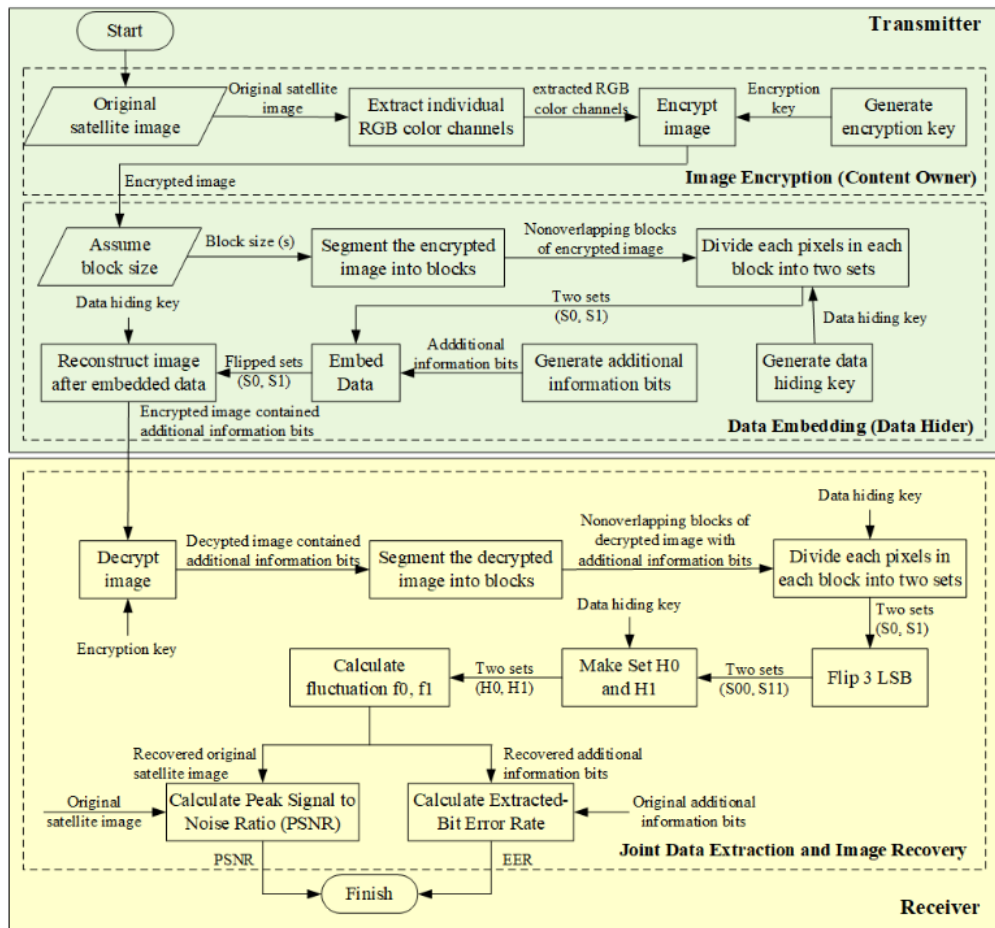 Transmitter
Start
Original
satellite image
Original satellite
image
Extract individual
RGB color channels
extracted RGB
color channels
Encrypt
image
Encryption
key
Generate
encryption key
Image Encryption (Content Owner)
Encrypted image
Assume
block size
Block size (s)
Segment the encrypted
image into blocks
Nonoverlapping blocks
of encrypted image
Divide each pixels in each
block into two sets
Data hiding key
Two sets
(S0, S1)
Data hiding key
Reconstruct image
after embedded data
Flipped sets
(S0, S1)
Embed
Data
Addditional
information bits
Generate additional
information bits
Generate data
hiding key
Encrypted image contained
additional information bits
Data Embedding (Data Hider)
Data hiding key
Decrypt
image
Decypted image contained
additional information bits
Segment the decrypted
image into blocks
Nonoverlapping blocks of
decrypted image with
additional information bits
Divide each pixels in
each block into two sets
Encryption key
Data hiding key
Two sets
(S0, S1)
Calculate
fluctuation f0, f1
Two sets
(H0, H1)
Make Set H0
and H1
Two sets
(S00, S11)
Flip 3 LSB
Recovered original
satellite image
Recovered additional
information bits
Original
satellite image
Calculate Peak Signal to
Noise Ratio (PSNR)
Calculate Extracted-
Bit Error Rate
Original additional
information bits
PSNR
EER
Joint Data Extraction and Image Recovery
Finish
Receiver